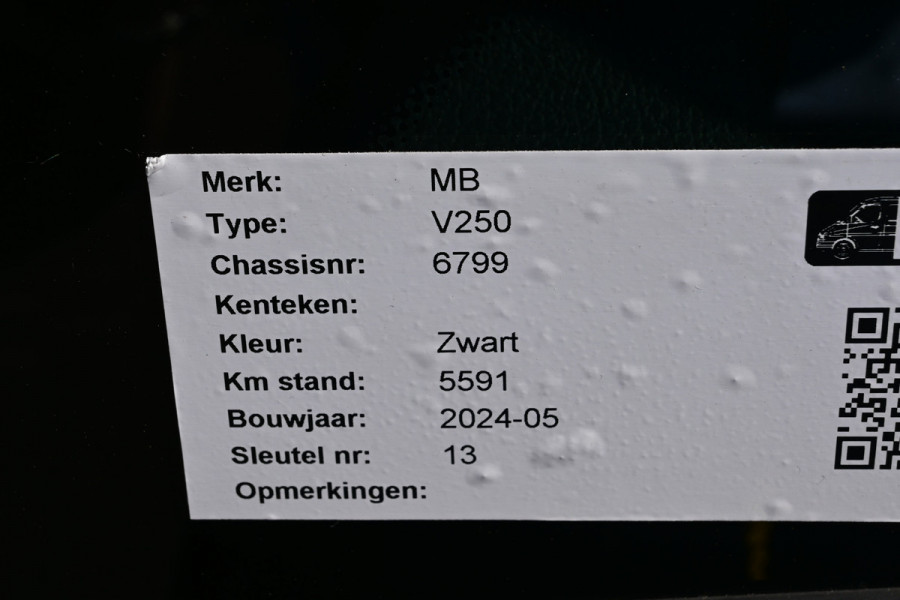 Merk: MB
Type: V250
Chassisnr: 6799
Kenteken:
Kleur: Zwart
Km stand: 5591
Bouwjaar: 2024-05
Sleutel nr: 13
Opmerkingen: